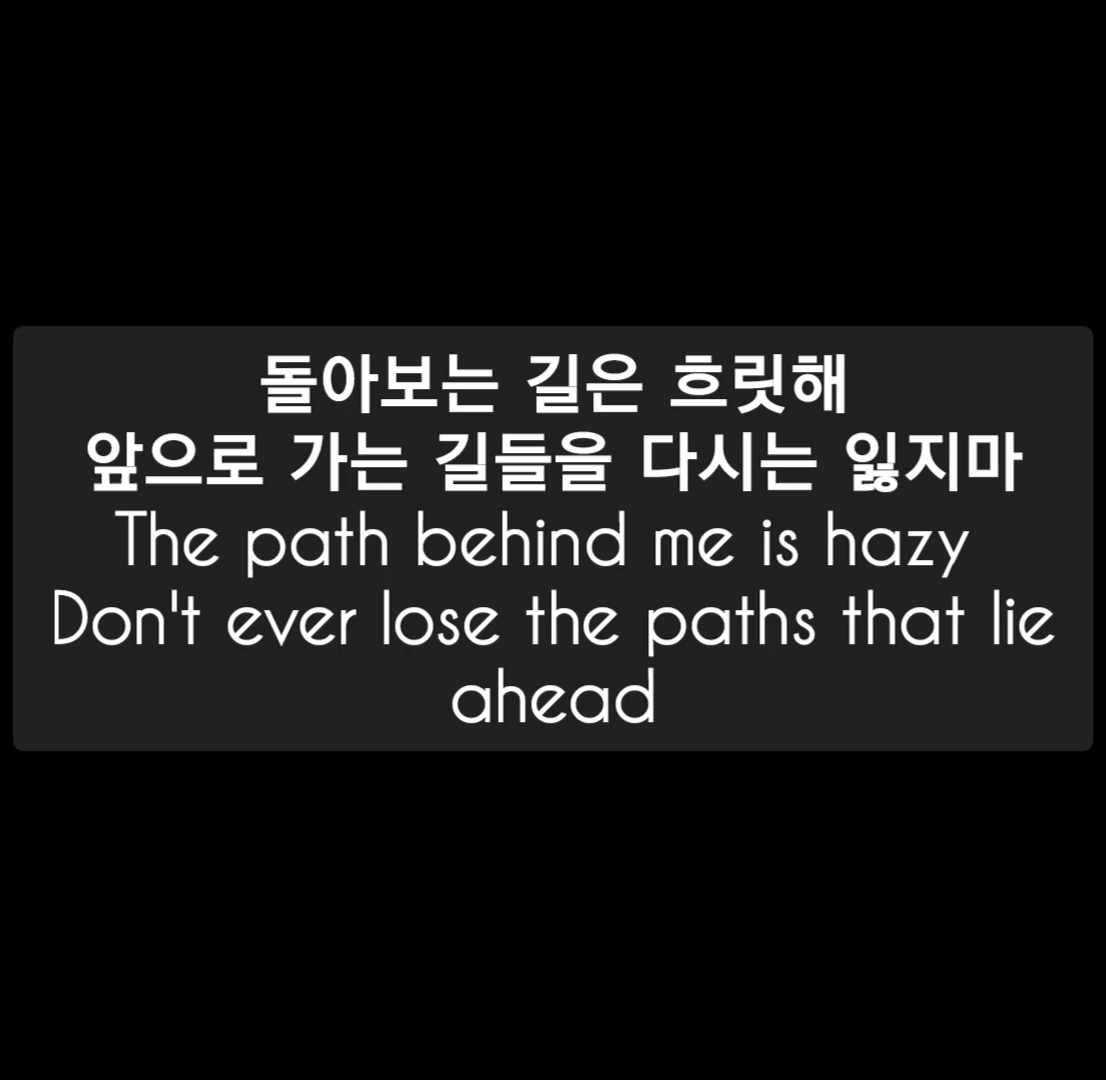 돌아보는 길은 흐릿해
앞으로 가는 길들을 다시는 잃지마
The path behind me is hazy
Don't ever lose the paths that lie
ahead